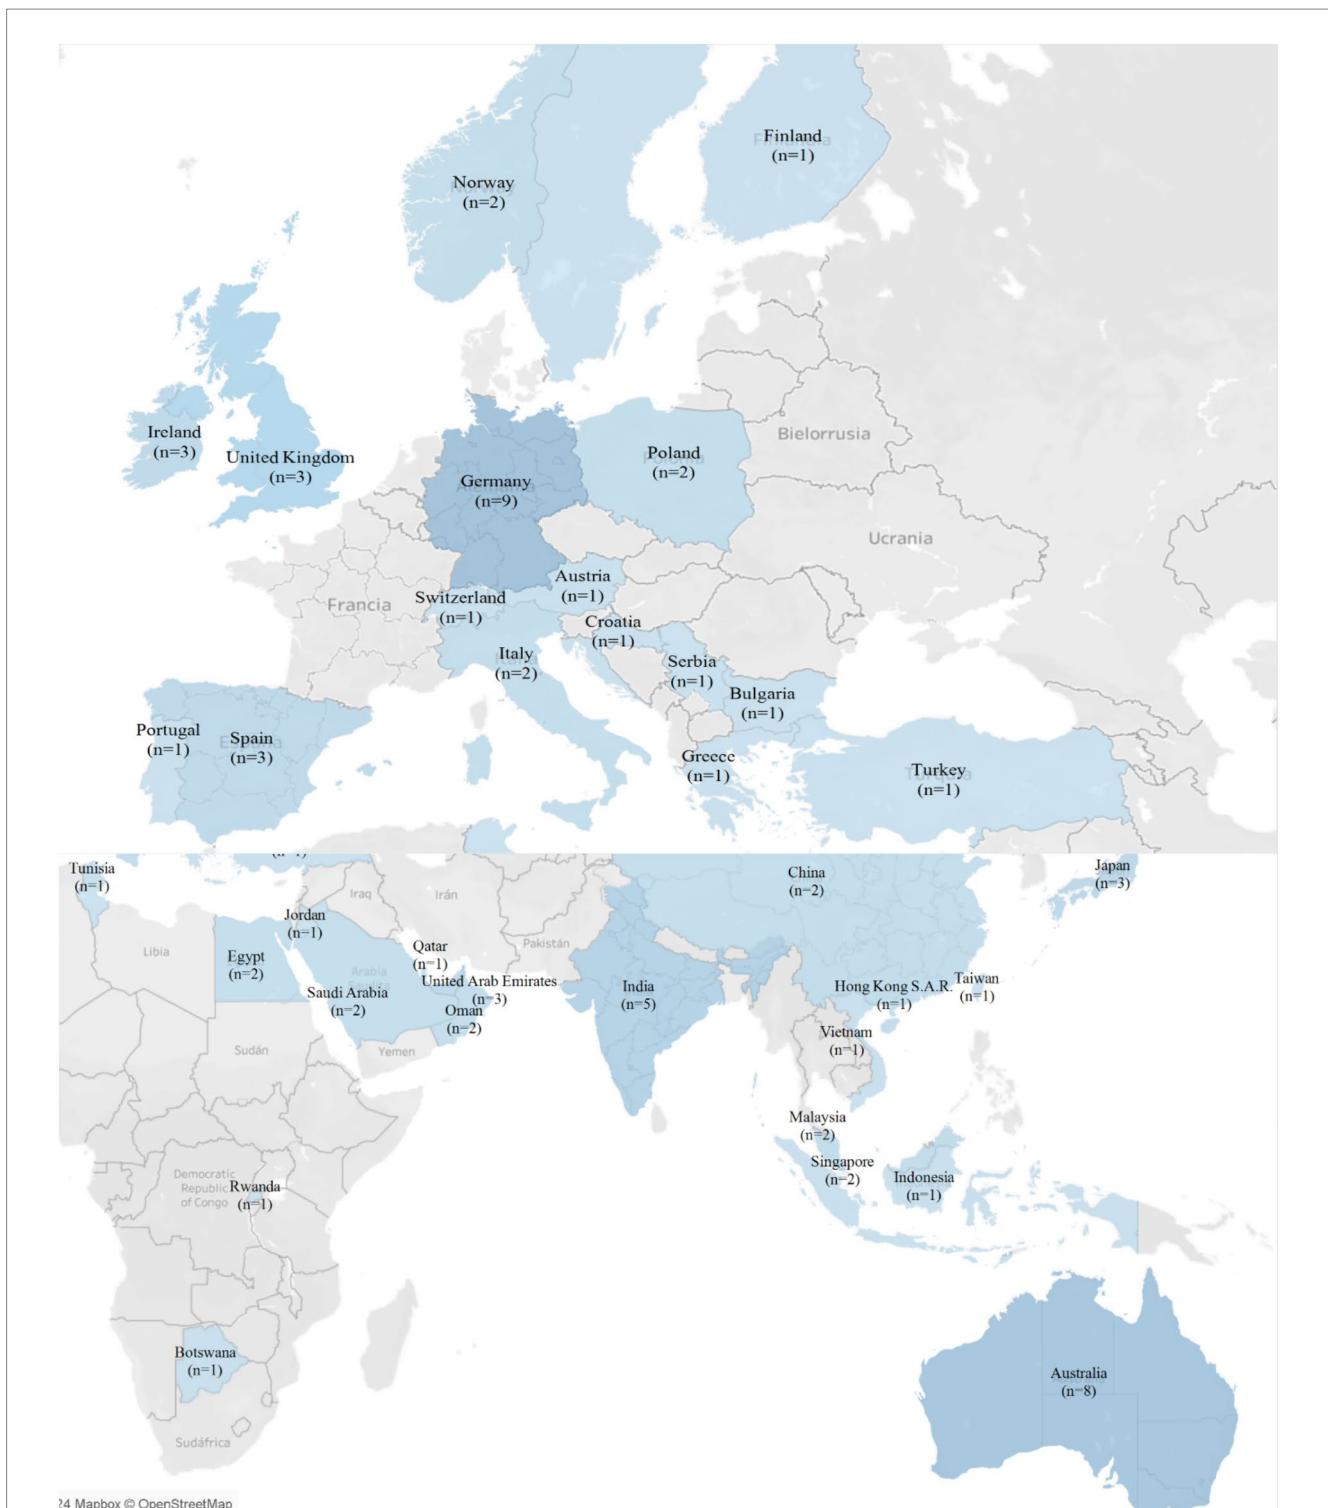 Finland
(n=1)
Norway
(n=2)
Ireland
(n=3)
United Kingdom
(n=3)
Poland
(n=2)
Bielorrusia
Germany
(n=9)
Ucrania
Austria
(n=1)
Francia
Switzerland
(n=1)
Croatia
(n=1)
Italy
(n=2)
Serbia
(n=1)
Bulgaria
(n=1)
Portugal
(n=1)
Spain
(n=3)
Greece
(n=1)
Turkey
(n=1)
Tunisia
(n=1)
China
(n=2)
Japan
(n=3)
Iraq
Irán
Jordan
(n=1)
Libia
Pakistán
Qatar
(n=1)
Egypt
(n=2)
Arabia
United Arab Emirates
(n=3)
India
(n=5)
Saudi Arabia
(n=2)
Oman
(n=2)
Hong Kong S.A.R.
(n=1)
Taiwan
(n=1)
Vietnam
(n=1)
Sudán
Yemen
Malaysia
(n=2)
Singapore
(n=2)
Indonesia
(n=1)
Democratic
Republic
of Congo
Rwanda
(n=1)
Botswana
(n=1)
Australia
(n=8)
Sudáfrica
24 Mapbox © OpenStreetMap